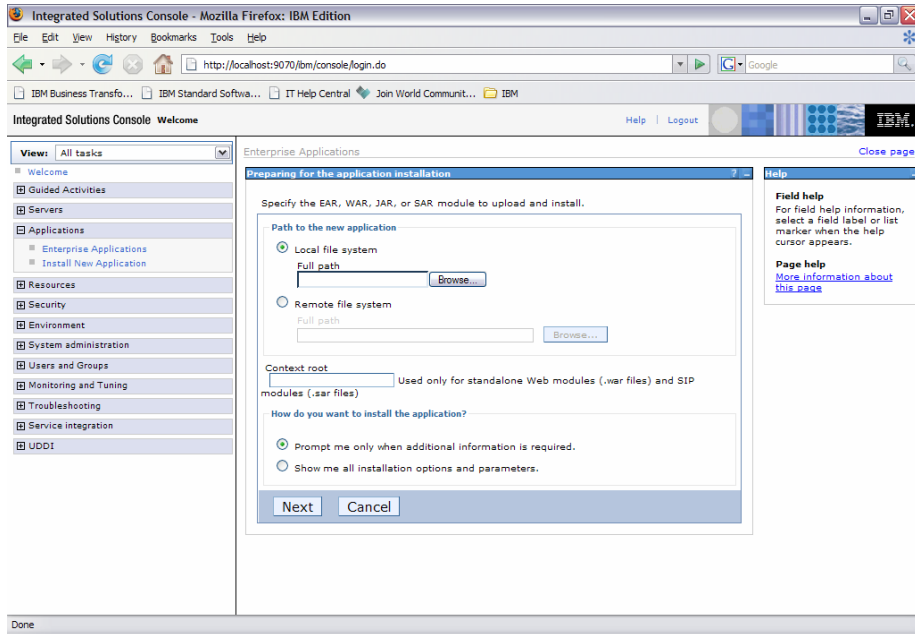 Integrated Solutions Console - Mozilla Firefox: IBM Edition
File Edit View History Bookmarks Tools Help
http://localhost:9070/ibm/console/login.do
G Google
IBM Business Transfo... IBM Standard Softwa... IT Help Central Join World Communit... IBM
Integrated Solutions Console Welcome
Help | Logout
IBM.
View: All tasks
Welcome
Guided Activities
Servers
Applications
Enterprise Applications
Install New Application
Resources
Security
Environment
System administration
Users and Groups
Monitoring and Tuning
Troubleshooting
Service integration
UDDI
Enterprise Applications
Close page
Preparing for the application installation
? -
Specify the EAR, WAR, JAR, or SAR module to upload and install.
Path to the new application
Local file system
Full path
Browse...
Remote file system
Full path
Browse...
Context root
Used only for standalone Web modules (.war files) and SIP
modules (.sar files)
How do you want to install the application?
Prompt me only when additional information is required.
Show me all installation options and parameters.
Next Cancel
Help
Field help
For field help information,
select a field label or list
marker when the help
cursor appears.
Page help
More information about
this page
Done